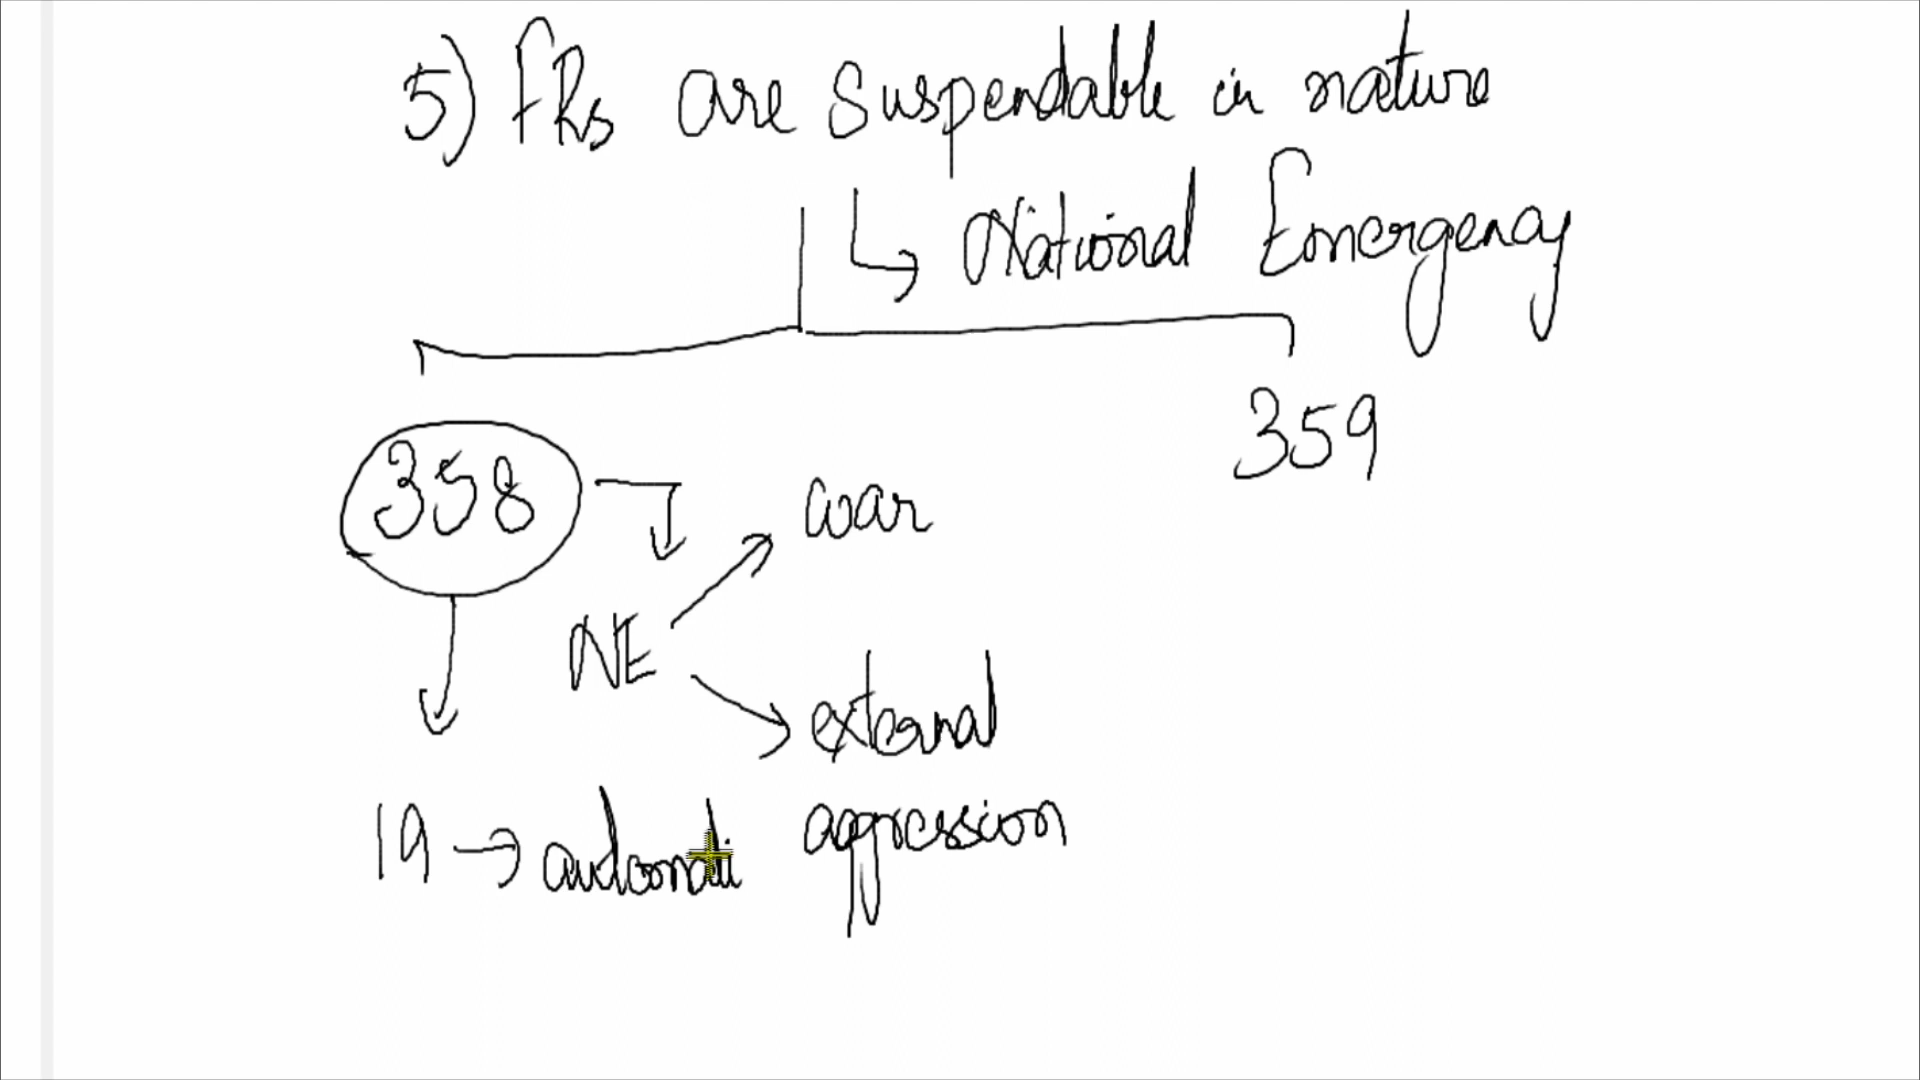 5) FRs are suspendable in nature
↳ National Emergency
358
359
war
NE
external
aggression
19 → automati